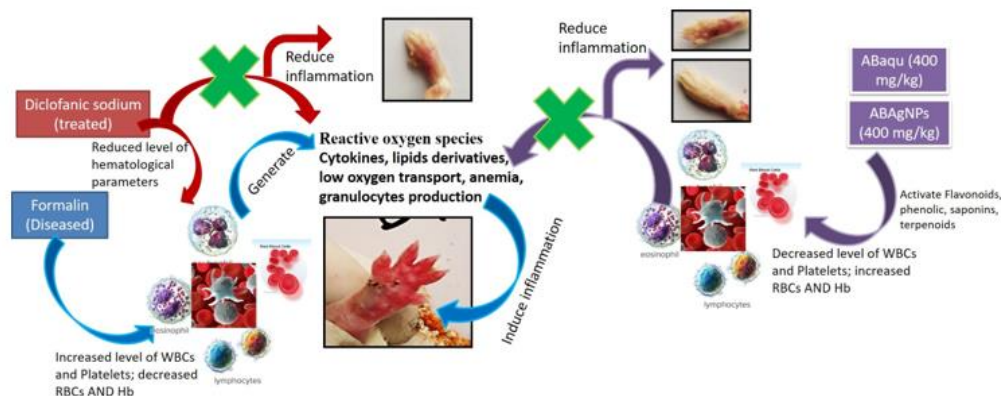 Reduce
inflammation
Diclofanic sodium
(treated)
Reduced level of
hematological
parameters
Generate
Formalin
(Diseased)
eosinophil
lymphocytes
Increased level of WBCs
and Platelets; decreased
RBCs AND Hb
Reactive oxygen species
Cytokines, lipids derivatives,
low oxygen transport, anemia,
granulocytes production
Induce inflammation
Reduce
inflammation
eosinophil
lymphocytes
ABaqu (400
mg/kg)
ABAgNPs
(400 mg/kg)
Activate Flavonoids,
phenolic, saponins,
terpenoids
Decreased level of WBCs
and Platelets; increased
RBCs AND Hb